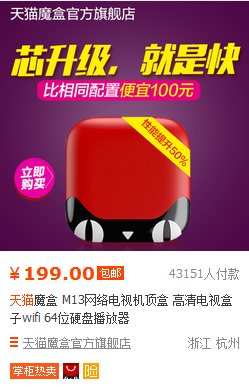 天猫魔盒官方旗舰店
芯升级，就是快
比相同配置便宜100元
性能提升50%
立即
购买
¥199.00 包邮 43151人付款
天猫魔盒 M13网络电视机顶盒 高清电视盒
子wifi 64位硬盘播放器
天猫魔盒官方旗舰店 浙江 杭州
掌柜热卖 险